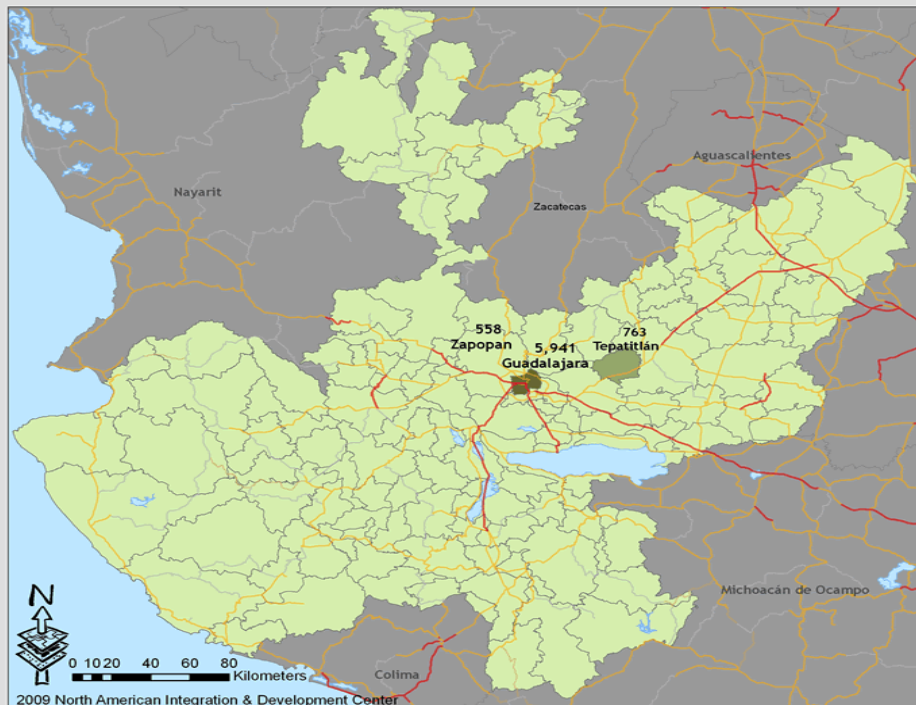 Aguascalientes
Nayarit
Zacatecas
558
Zapopan
5,941
Guadalajara
763
Tepatitlán
Michoacán de Ocampo
N
0 10 20 40 60 80
Kilometers
Colima
2009 North American Integration & Development Center